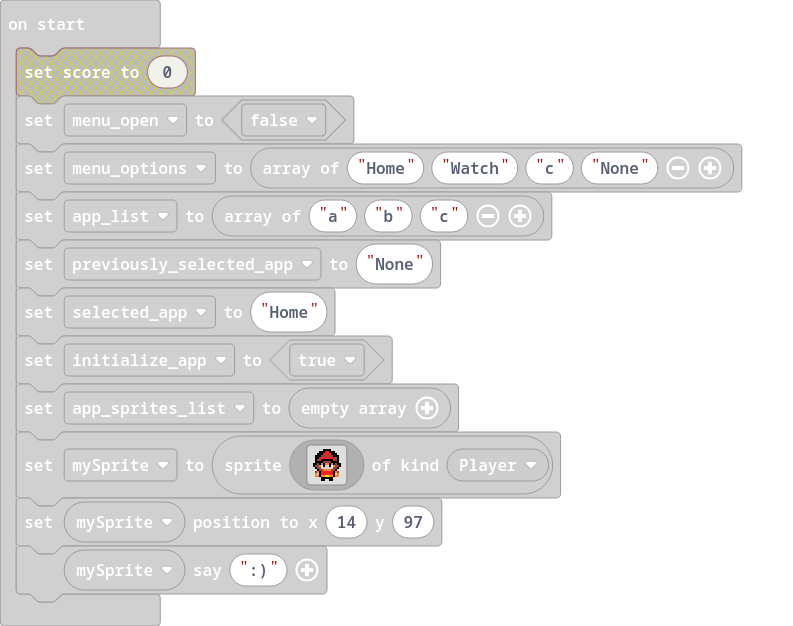 on start
set score to 0
set menu_open to false
set menu_options to array of "Home" "Watch" "c" "None"
set app_list to array of "a" "b" "c"
set previously_selected_app to "None"
set selected_app to "Home"
set initialize_app to true
set app_sprites_list to empty array
set mySprite to sprite of kind Player
set mySprite position to x 14 y 97
mySprite say ":)"